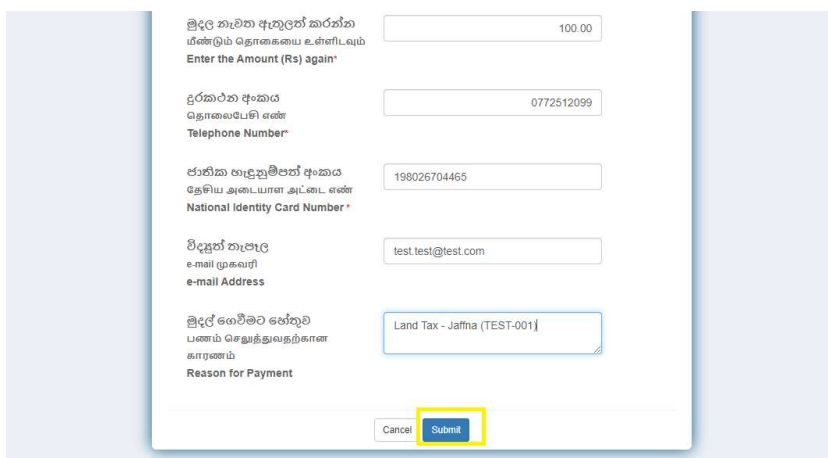 මුදල නැවත ඇතුලත් කරන්න
மீண்டும் தொகையை உள்ளிடவும்
Enter the Amount (Rs) again*
100.00
දුරකථන අංකය
தொலைபேசி எண்
Telephone Number*
0772512099
ජාතික හැඳුනුම්පත් අංකය
தேசிய அடையாள அட்டை எண்
National Identity Card Number *
198026704465
විද්‍යුත් තැපෑල
e-mail முகவரி
e-mail Address
test.test@test.com
මුදල් ගෙවීමට හේතුව
பணம் செலுத்துவதற்கான
காரணம்
Reason for Payment
Land Tax - Jaffna (TEST-001)
Cancel Submit